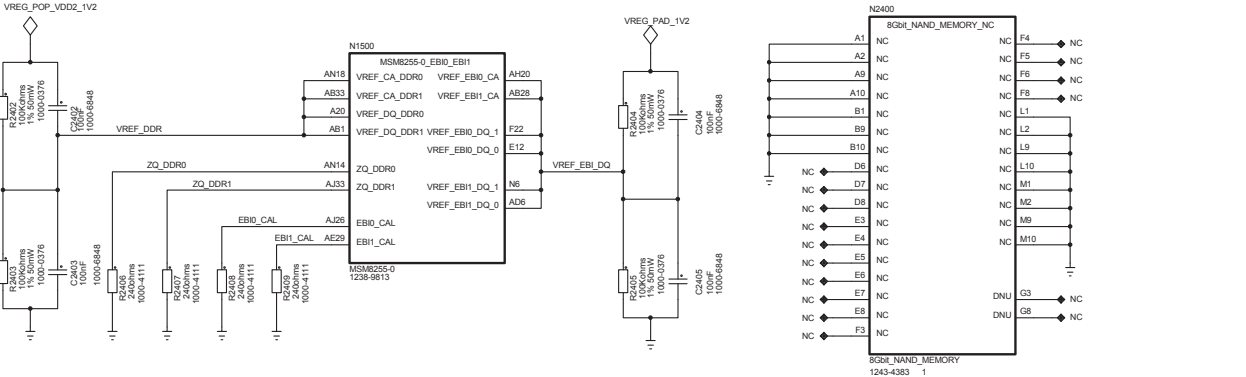 VREG_POP_VDD2_1V2
R2402
100Kohms
1% 50mW
1000-0376
C2402
100nF
1000-6848
VREF_DDR
R2403
100Kohms
1% 50mW
1000-0376
C2403
100nF
1000-6848
ZQ_DDR0
ZQ_DDR1
EBI0_CAL
EBI1_CAL
R2406
240ohms
1000-4111
R2407
240ohms
1000-4111
R2408
240ohms
1000-4111
R2409
240ohms
1000-4111
N1500
MSM8255-0_EBI0_EBI1
AN18 VREF_CA_DDR0 VREF_EBI0_CA AH20
AB33 VREF_CA_DDR1 VREF_EBI1_CA AB28
A20 VREF_DQ_DDR0
AB1 VREF_DQ_DDR1 VREF_EBI0_DQ_1 F22
VREF_EBI0_DQ_0 E12
AN14 ZQ_DDR0
AJ33 ZQ_DDR1 VREF_EBI1_DQ_1 N6
VREF_EBI1_DQ_0 AD6
AJ26 EBI0_CAL
AE29 EBI1_CAL
MSM8255-0
1238-9813
VREF_EBI_DQ
VREG_PAD_1V2
R2404
100Kohms
1% 50mW
1000-0376
C2404
100nF
1000-6848
R2405
100Kohms
1% 50mW
1000-0376
C2405
100nF
1000-6848
N2400
8Gbit_NAND_MEMORY_NC
A1 NC NC F4 NC
A2 NC NC F5 NC
A9 NC NC F6 NC
A10 NC NC F8 NC
B1 NC NC L1
B9 NC NC L2
B10 NC NC L9
NC D6 NC NC L10
NC D7 NC NC M1
NC D8 NC NC M2
NC E3 NC NC M9
NC E4 NC NC M10
NC E5 NC
NC E6 NC
NC E7 NC DNU G3 NC
NC E8 NC DNU G8 NC
NC F3 NC
8Gbit_NAND_MEMORY
1243-4383 1